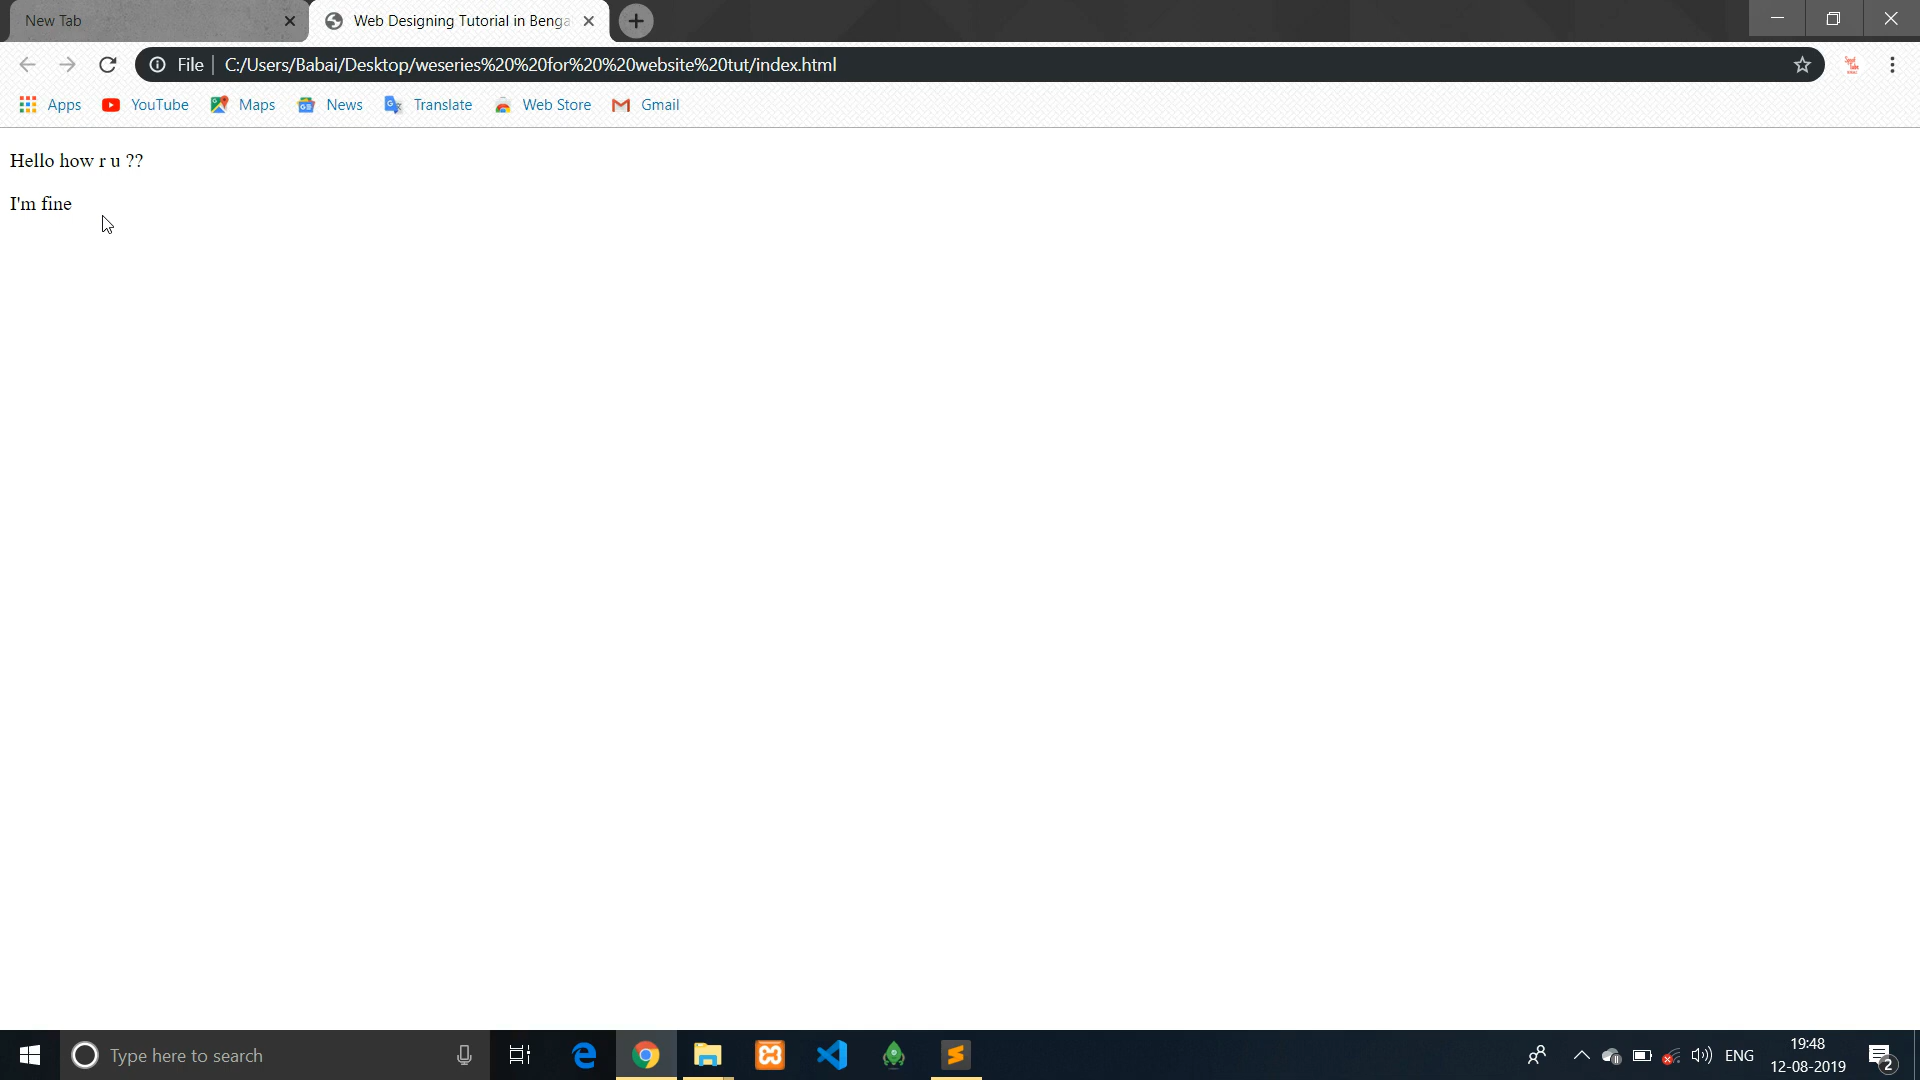 New Tab
Web Designing Tutorial in Benga
File
C:/Users/Babai/Desktop/weseries%20%20for%20%20website%20tut/index.html
Apps
YouTube
Maps
News
Translate
Web Store
Gmail
Hello how r u ??
I'm fine
Type here to search
ENG
19:48
12-08-2019
2